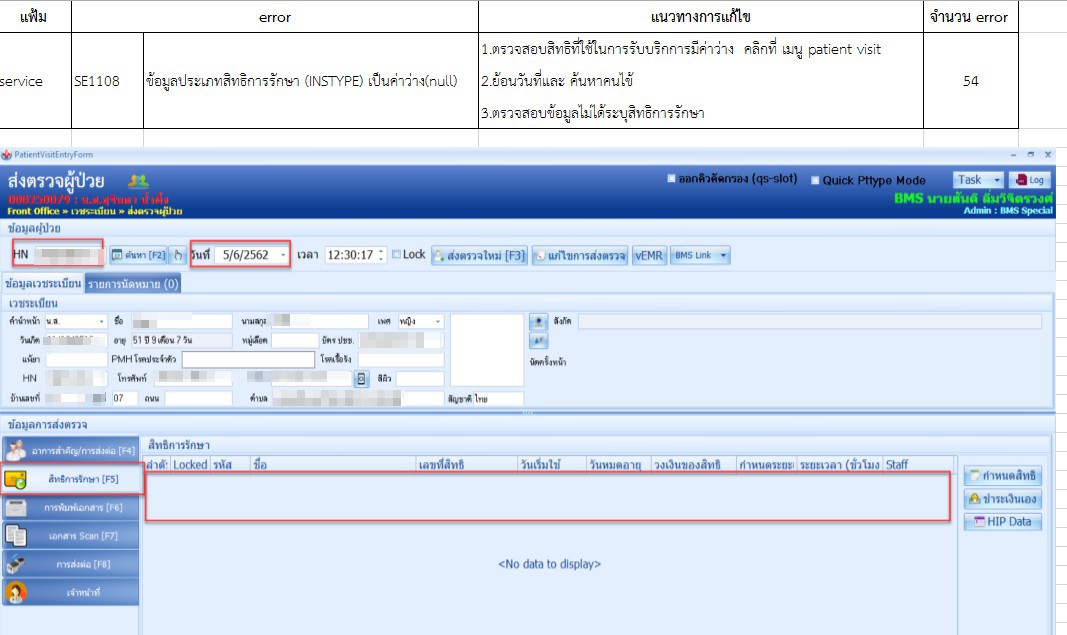 แฟ้ม error แนวทางการแก้ไข จำนวน error
service SE1108 ข้อมูลประเภทสิทธิการรักษา (INSTYPE) เป็นค่าว่าง(null) 54
1.ตรวจสอบสิทธิที่ใช้ในการรับบริกการมีค่าว่าง คลิกที่ เมนู patient visit
2.ย้อนวันที่และ ค้นหาคนไข้
3.ตรวจสอบข้อมูลไม่ได้ระบุสิทธิการรักษา
PatientVisitEntryForm
ส่งตรวจผู้ป่วย ออกคิวคัดกรอง (qs-slot) Quick Pttype Mode Task Log
000250079 : น.ส.
BMS
Front Office » เวชระเบียน » ส่งตรวจผู้ป่วย Admin : BMS Special
ข้อมูลผู้ป่วย
HN ค้นหา [F2] วันที่ 5/6/2562 เวลา 12:30:17 Lock ส่งตรวจใหม่ [F3] แก้ไขการส่งตรวจ vEMR BMS Link
ข้อมูลเวชระเบียน รายการนัดหมาย (0)
เวชระเบียน
คำนำหน้า น.ส. ชื่อ นามสกุล เพศ หญิง สังกัด
วันเกิด อายุ 51 ปี 9 เดือน 7 วัน หมู่เลือด บัตร ปชช.
แพ้ยา PMH โรคประจำตัว โรคเรื้อรัง นัดครั้งหน้า
HN โทรศัพท์ สีผิว
บ้านเลขที่ 07 ถนน ตำบล สัญชาติ ไทย
ข้อมูลการส่งตรวจ
อาการสำคัญ/การส่งต่อ [F4] สิทธิการรักษา
ลำดับ Locked รหัส ชื่อ เลขที่สิทธิ วันเริ่มใช้ วันหมดอายุ วงเงินของสิทธิ กำหนดระยะ ระยะเวลา (ชั่วโมง Staff
สิทธิการรักษา [F5] กำหนดสิทธิ
การพิมพ์เอกสาร [F6] ชำระเงินเอง
HIP Data
เอกสาร Scan [F7]
การส่งต่อ [F8] <No data to display>
เจ้าหน้าที่